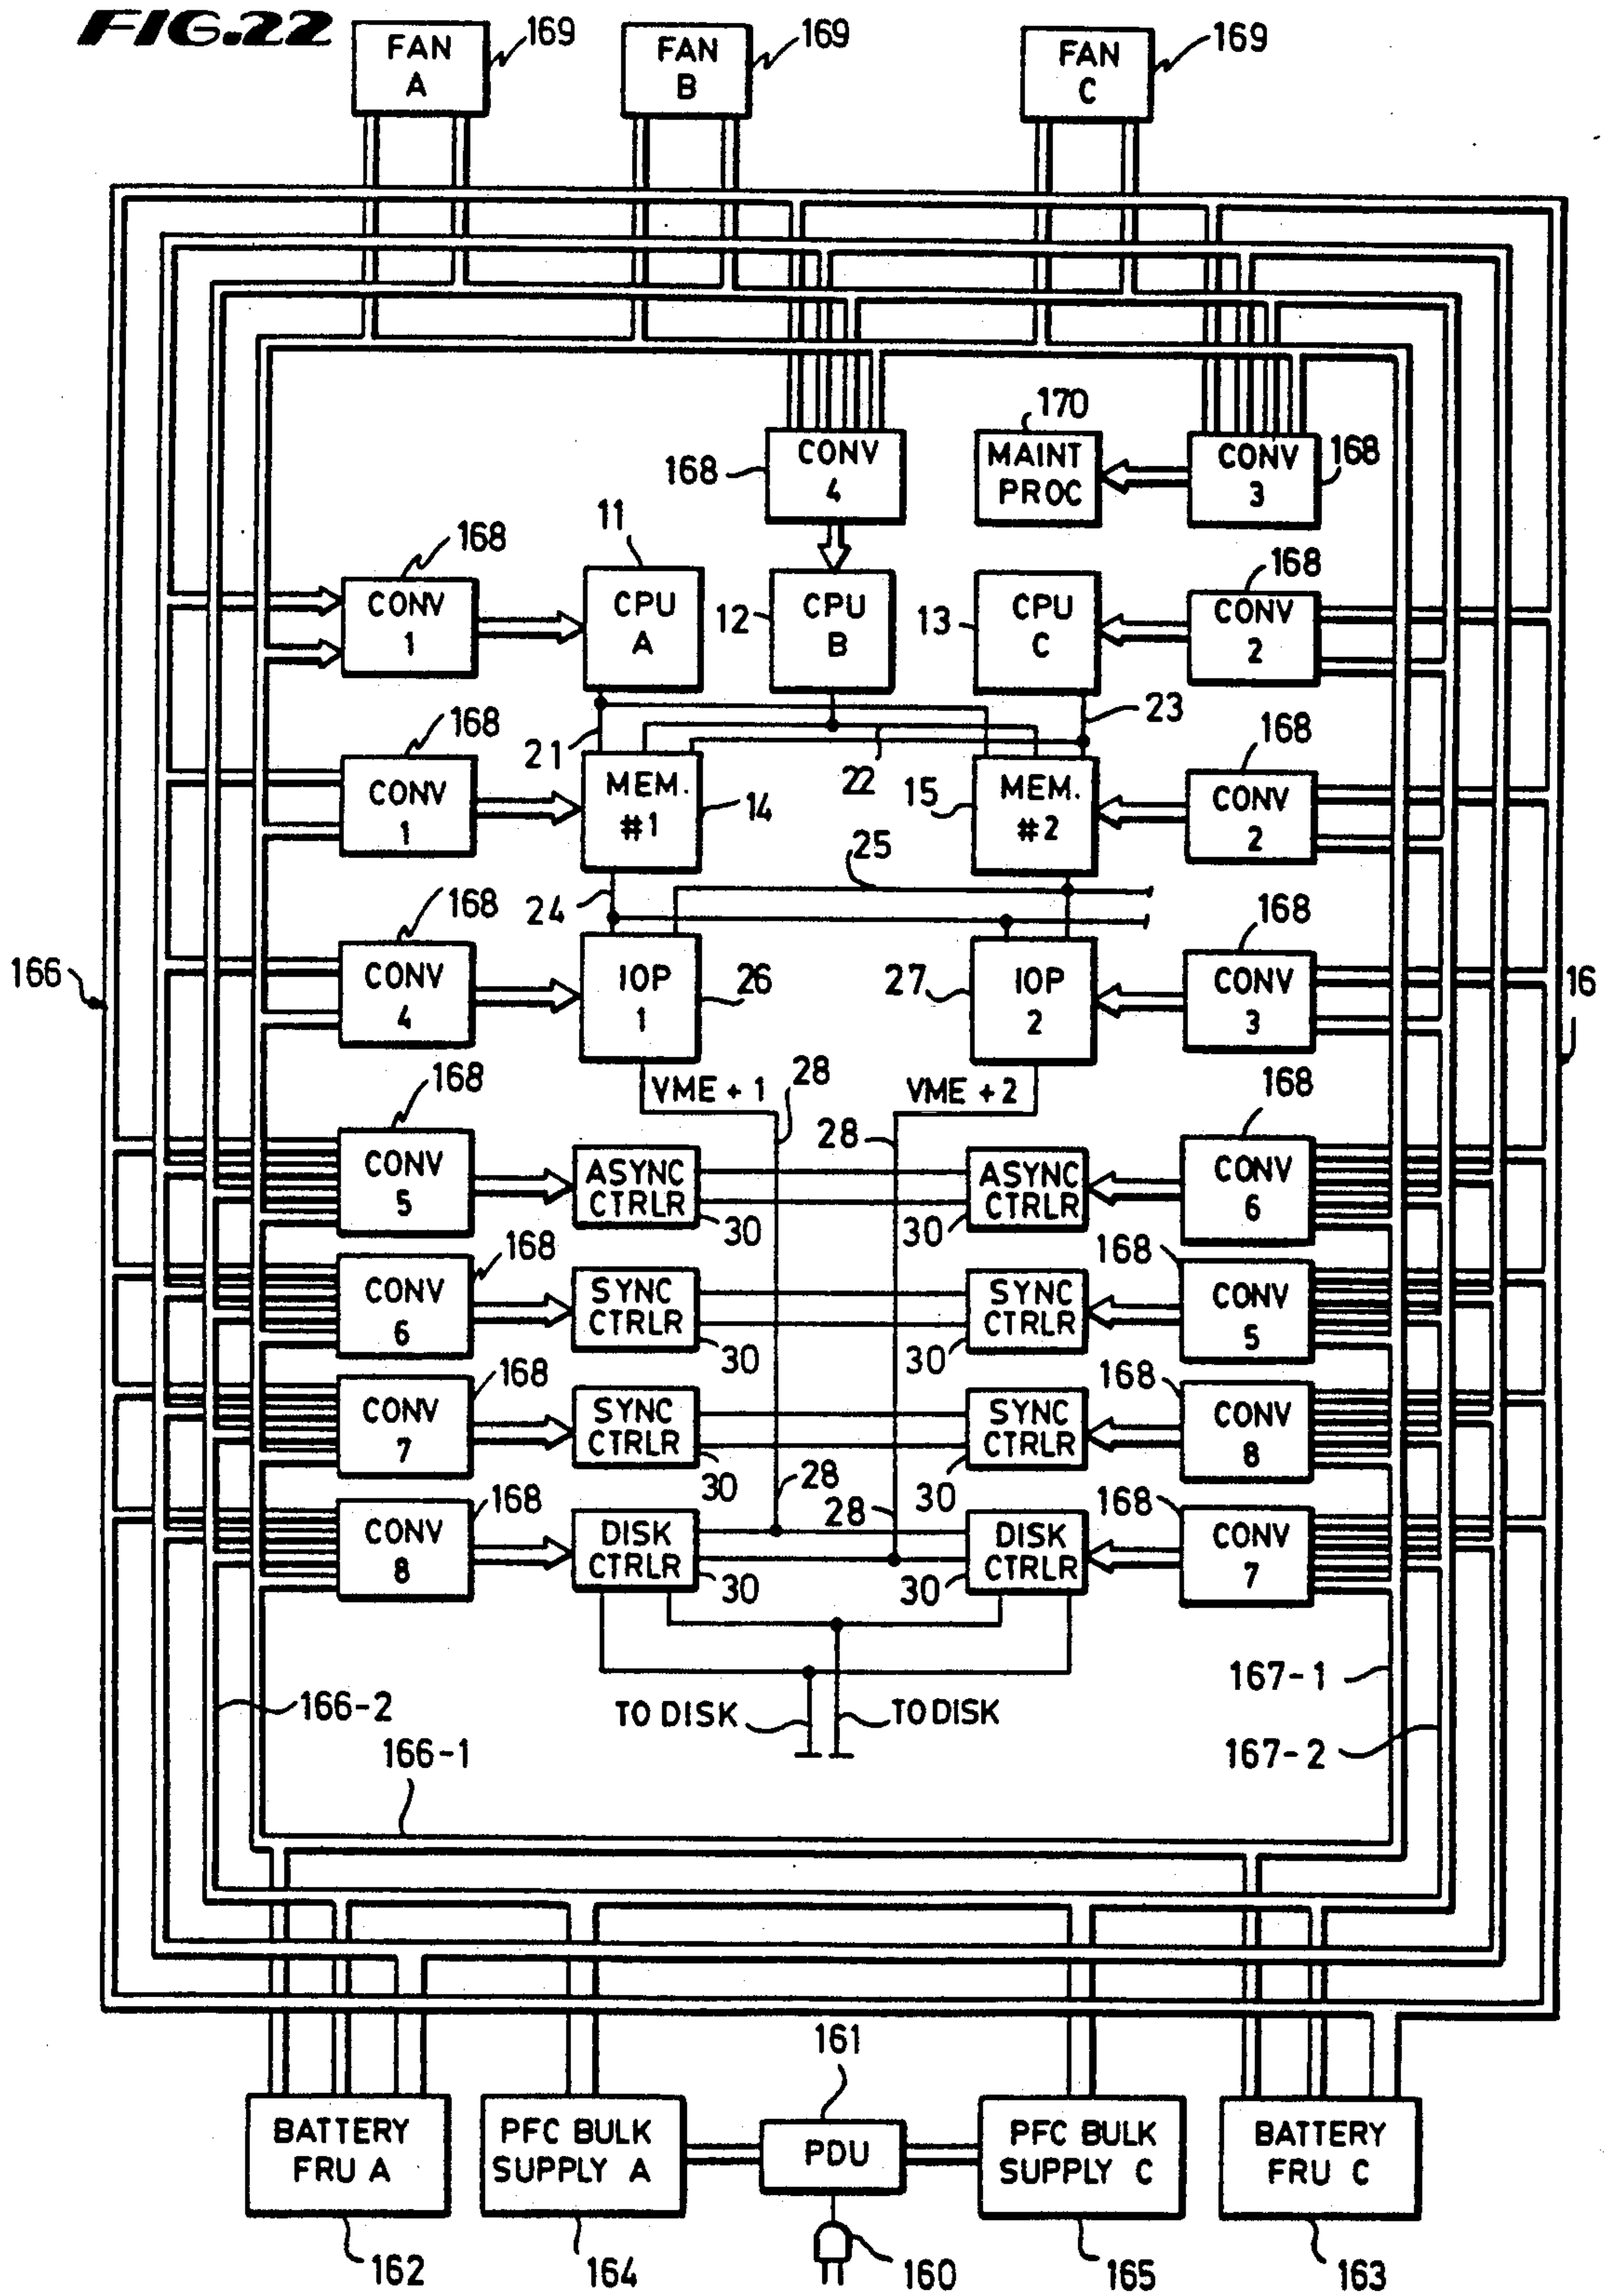 FIG.22
FAN A
169
FAN B
169
FAN C
169
170
168
CONV 4
MAINT PROC
CONV 3
168
11
168
168
CONV 1
CPU A
12
CPU B
13
CPU C
CONV 2
23
168
21
22
168
CONV 1
MEM. #1
14
15
MEM. #2
CONV 2
25
168
24
168
166
CONV 4
IOP 1
26
27
IOP 2
CONV 3
16
168
VME + 1
28
VME + 2
168
28
CONV 5
ASYNC CTRLR
30
30
ASYNC CTRLR
CONV 6
168
168
CONV 6
SYNC CTRLR
30
30
SYNC CTRLR
CONV 5
168
168
CONV 7
SYNC CTRLR
30
30
SYNC CTRLR
CONV 8
28
168
28
168
CONV 8
DISK CTRLR
30
30
DISK CTRLR
CONV 7
167-1
166-2
TO DISK
TO DISK
166-1
167-2
161
BATTERY FRU A
PFC BULK SUPPLY A
PDU
PFC BULK SUPPLY C
BATTERY FRU C
162
164
160
165
163